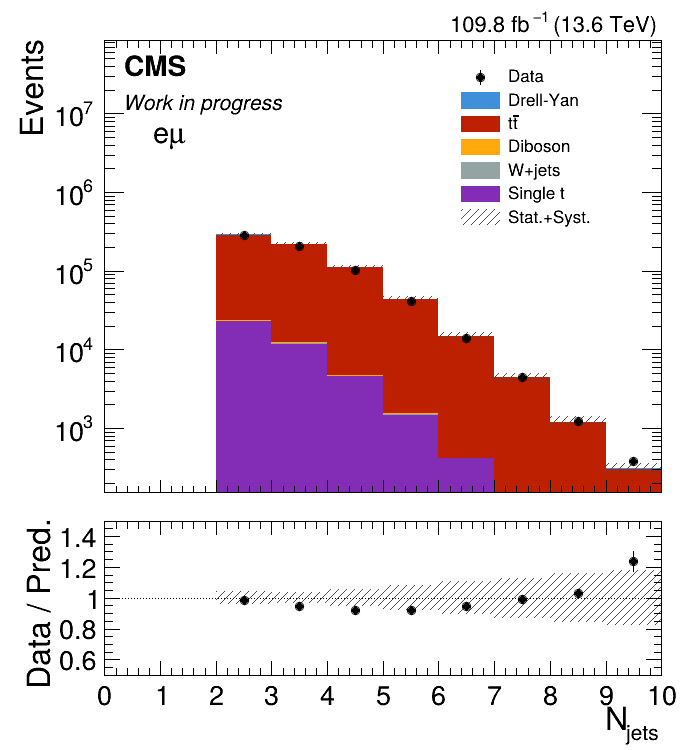 109.8 fb⁻¹ (13.6 TeV)
CMS
Work in progress
eμ
Data
Drell-Yan
tt̄
Diboson
W+jets
Single t
Stat.+Syst.
Events
10⁷
10⁶
10⁵
10⁴
10³
Data / Pred.
1.4
1.2
1
0.8
0.6
0 1 2 3 4 5 6 7 8 9 10
N_jets